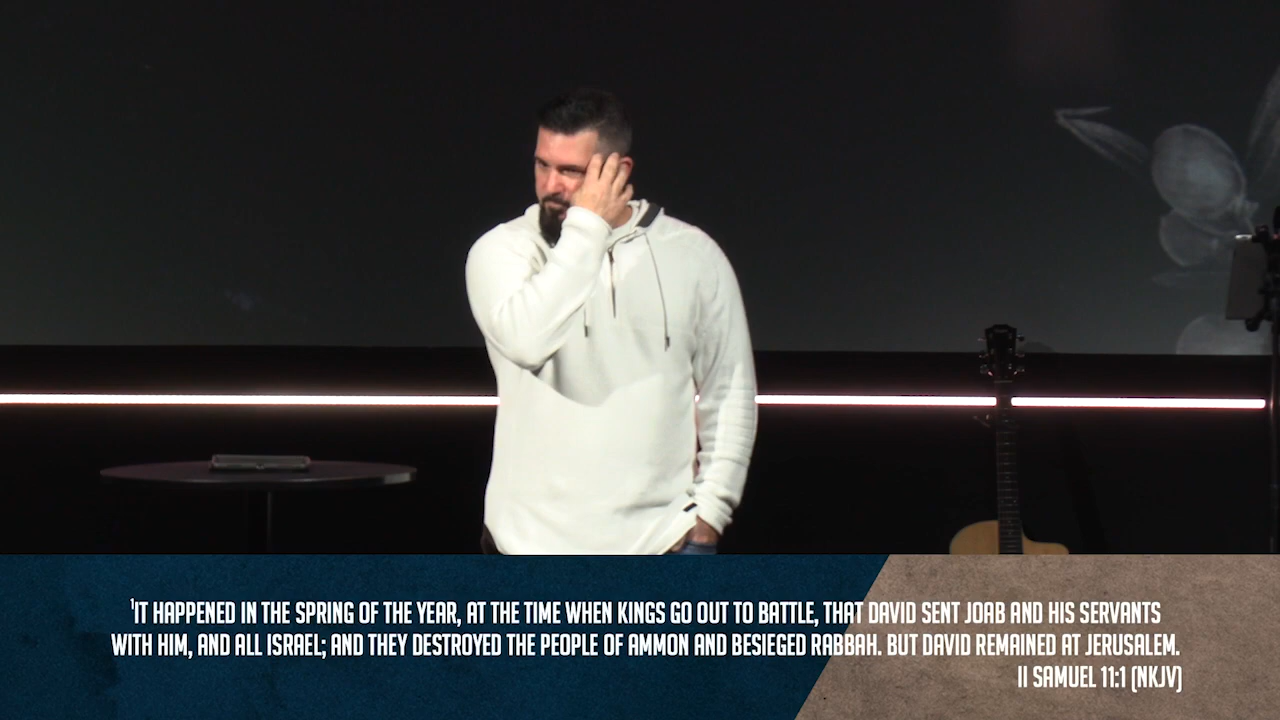 ¹IT HAPPENED IN THE SPRING OF THE YEAR, AT THE TIME WHEN KINGS GO OUT TO BATTLE, THAT DAVID SENT JOAB AND HIS SERVANTS
WITH HIM, AND ALL ISRAEL; AND THEY DESTROYED THE PEOPLE OF AMMON AND BESIEGED RABBAH. BUT DAVID REMAINED AT JERUSALEM.
II SAMUEL 11:1 (NKJV)